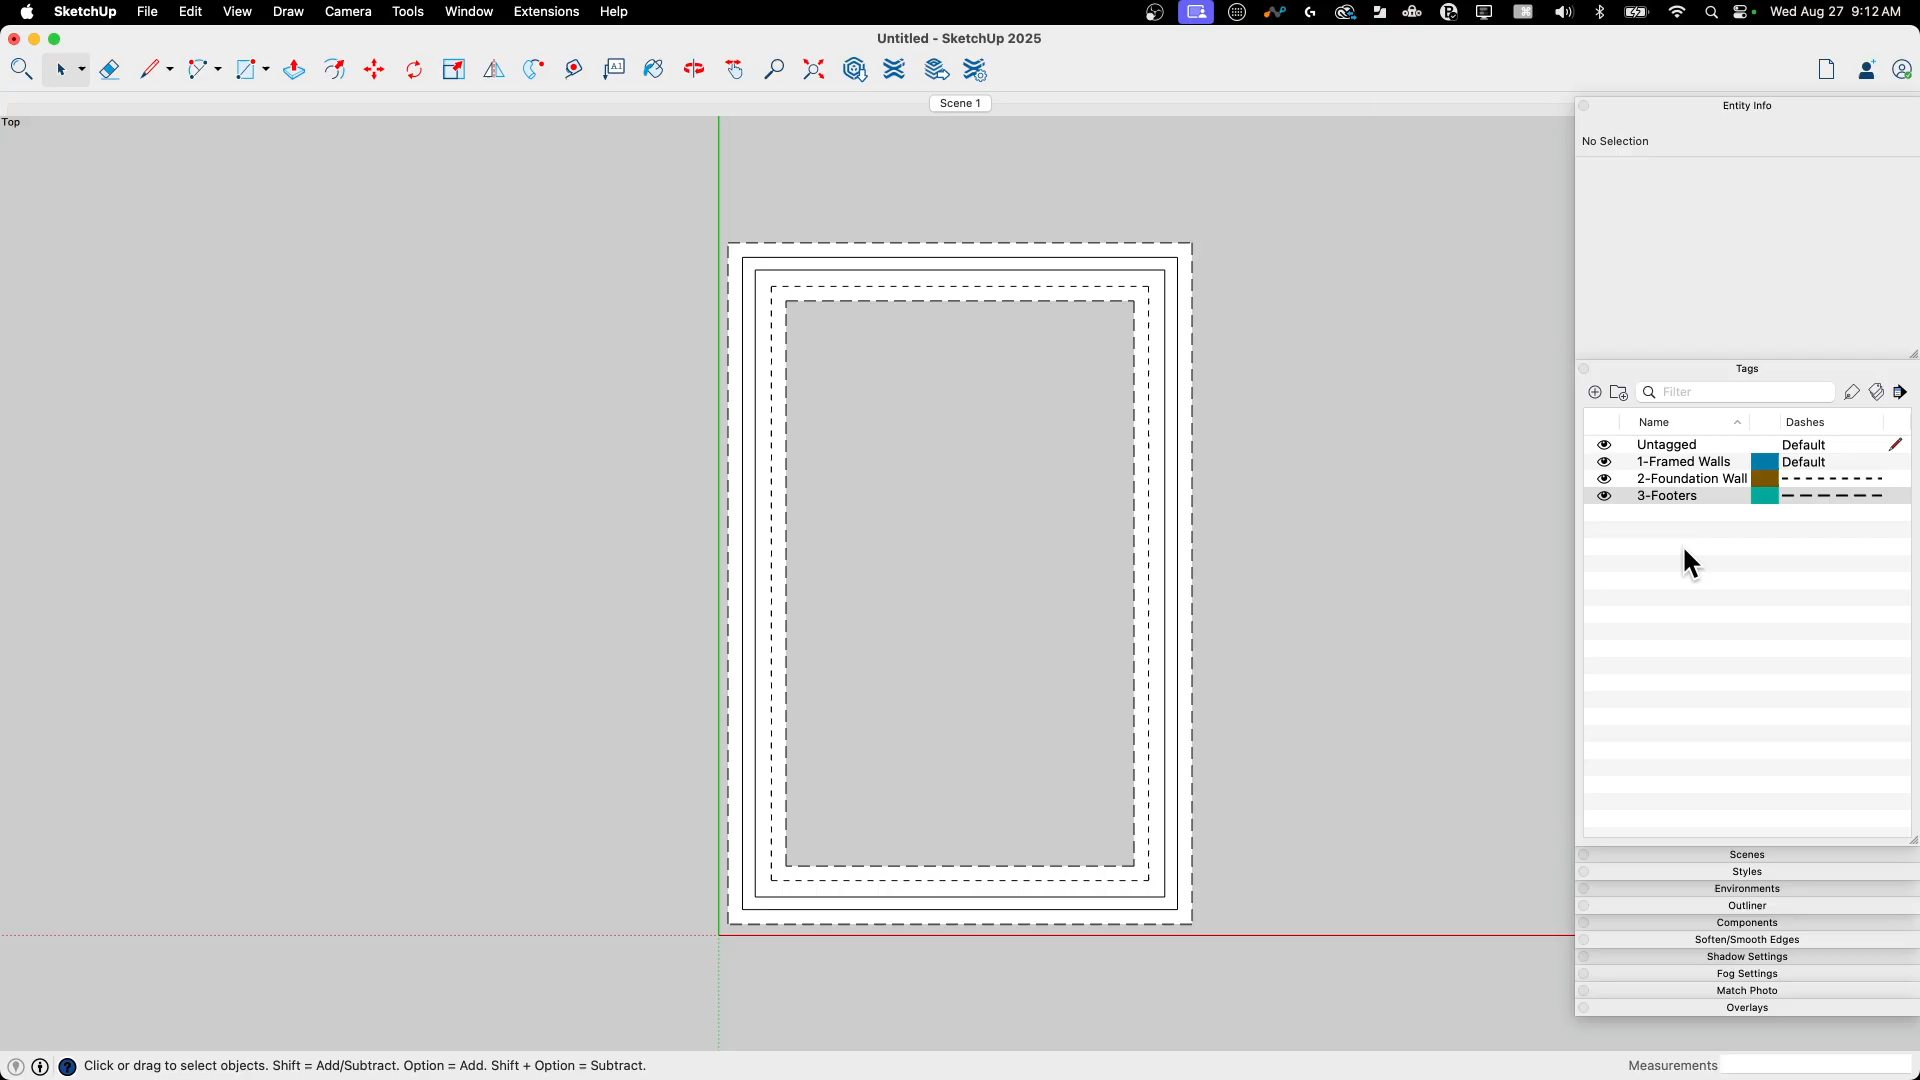 SketchUp File Edit View Draw Camera Tools Window Extensions Help Wed Aug 27 9:12 AM
Untitled - SketchUp 2025
A1
Scene 1
Top
Entity Info
No Selection
Tags
Filter
Name Dashes
Untagged Default
1-Framed Walls Default
2-Foundation Wall
3-Footers
Scenes
Styles
Environments
Outliner
Components
Soften/Smooth Edges
Shadow Settings
Fog Settings
Match Photo
Overlays
Click or drag to select objects. Shift = Add/Subtract. Option = Add. Shift + Option = Subtract.
Measurements